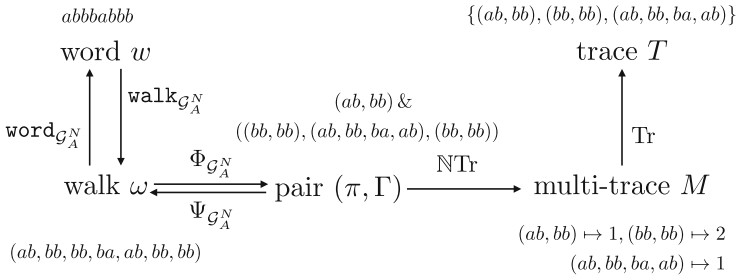 abbbabbb
{(ab, bb), (bb, bb), (ab, bb, ba, ab)}
word w
trace T
word_{𝒢_A^N}
walk_{𝒢_A^N}
(ab, bb) &
((bb, bb), (ab, bb, ba, ab), (bb, bb))
Tr
Φ_{𝒢_A^N}
ℕTr
walk ω
pair (π, Γ)
multi-trace M
Ψ_{𝒢_A^N}
(ab, bb, bb, ba, ab, bb, bb)
(ab, bb) ↦ 1, (bb, bb) ↦ 2
(ab, bb, ba, ab) ↦ 1